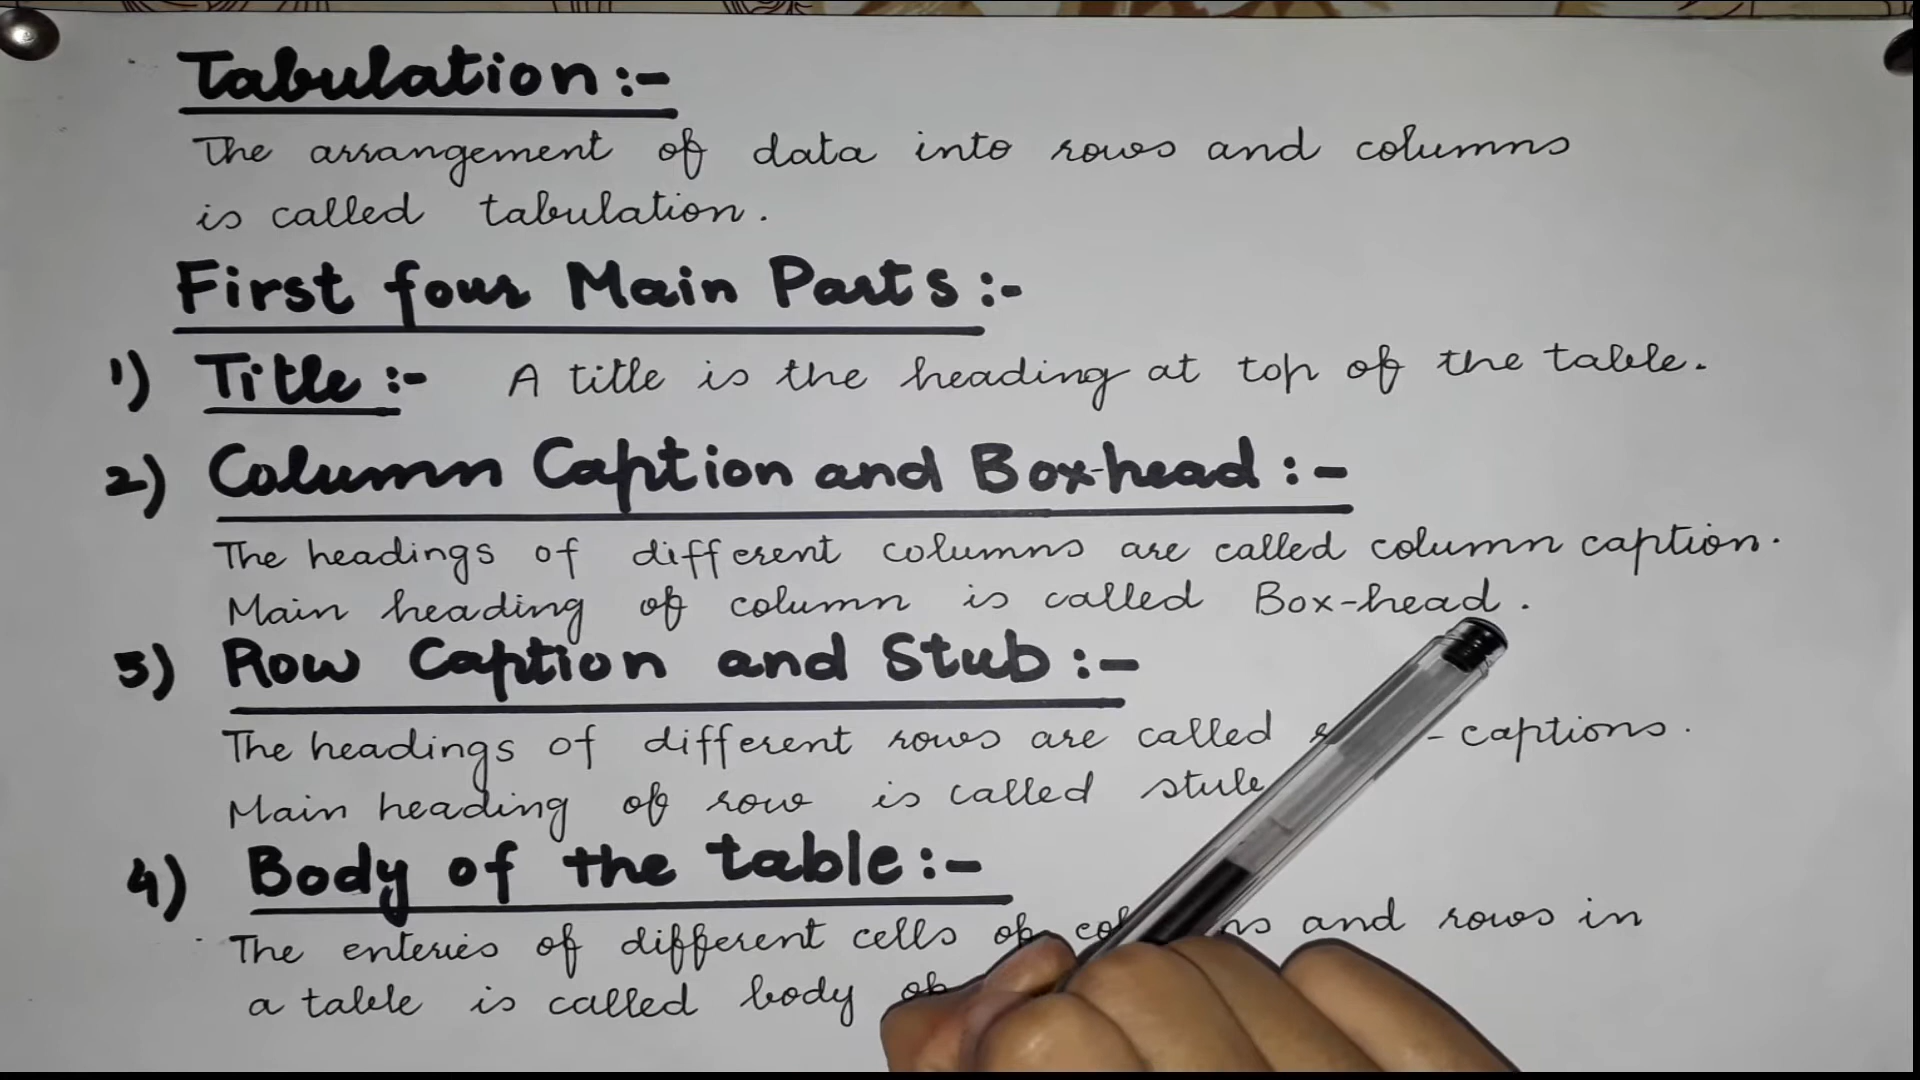 Tabulation:-
The arrangement of data into rows and columns
is called tabulation.
First four Main Parts:-
1) Title:- A title is the heading at top of the table.
2) Column Caption and Box-head:-
The headings of different columns are called column caption.
Main heading of column is called Box-head.
3) Row Caption and Stub:-
The headings of different rows are called - captions.
Main heading of row is called stub
4) Body of the table:-
The enteries of different cells of and rows in
a table is called body of